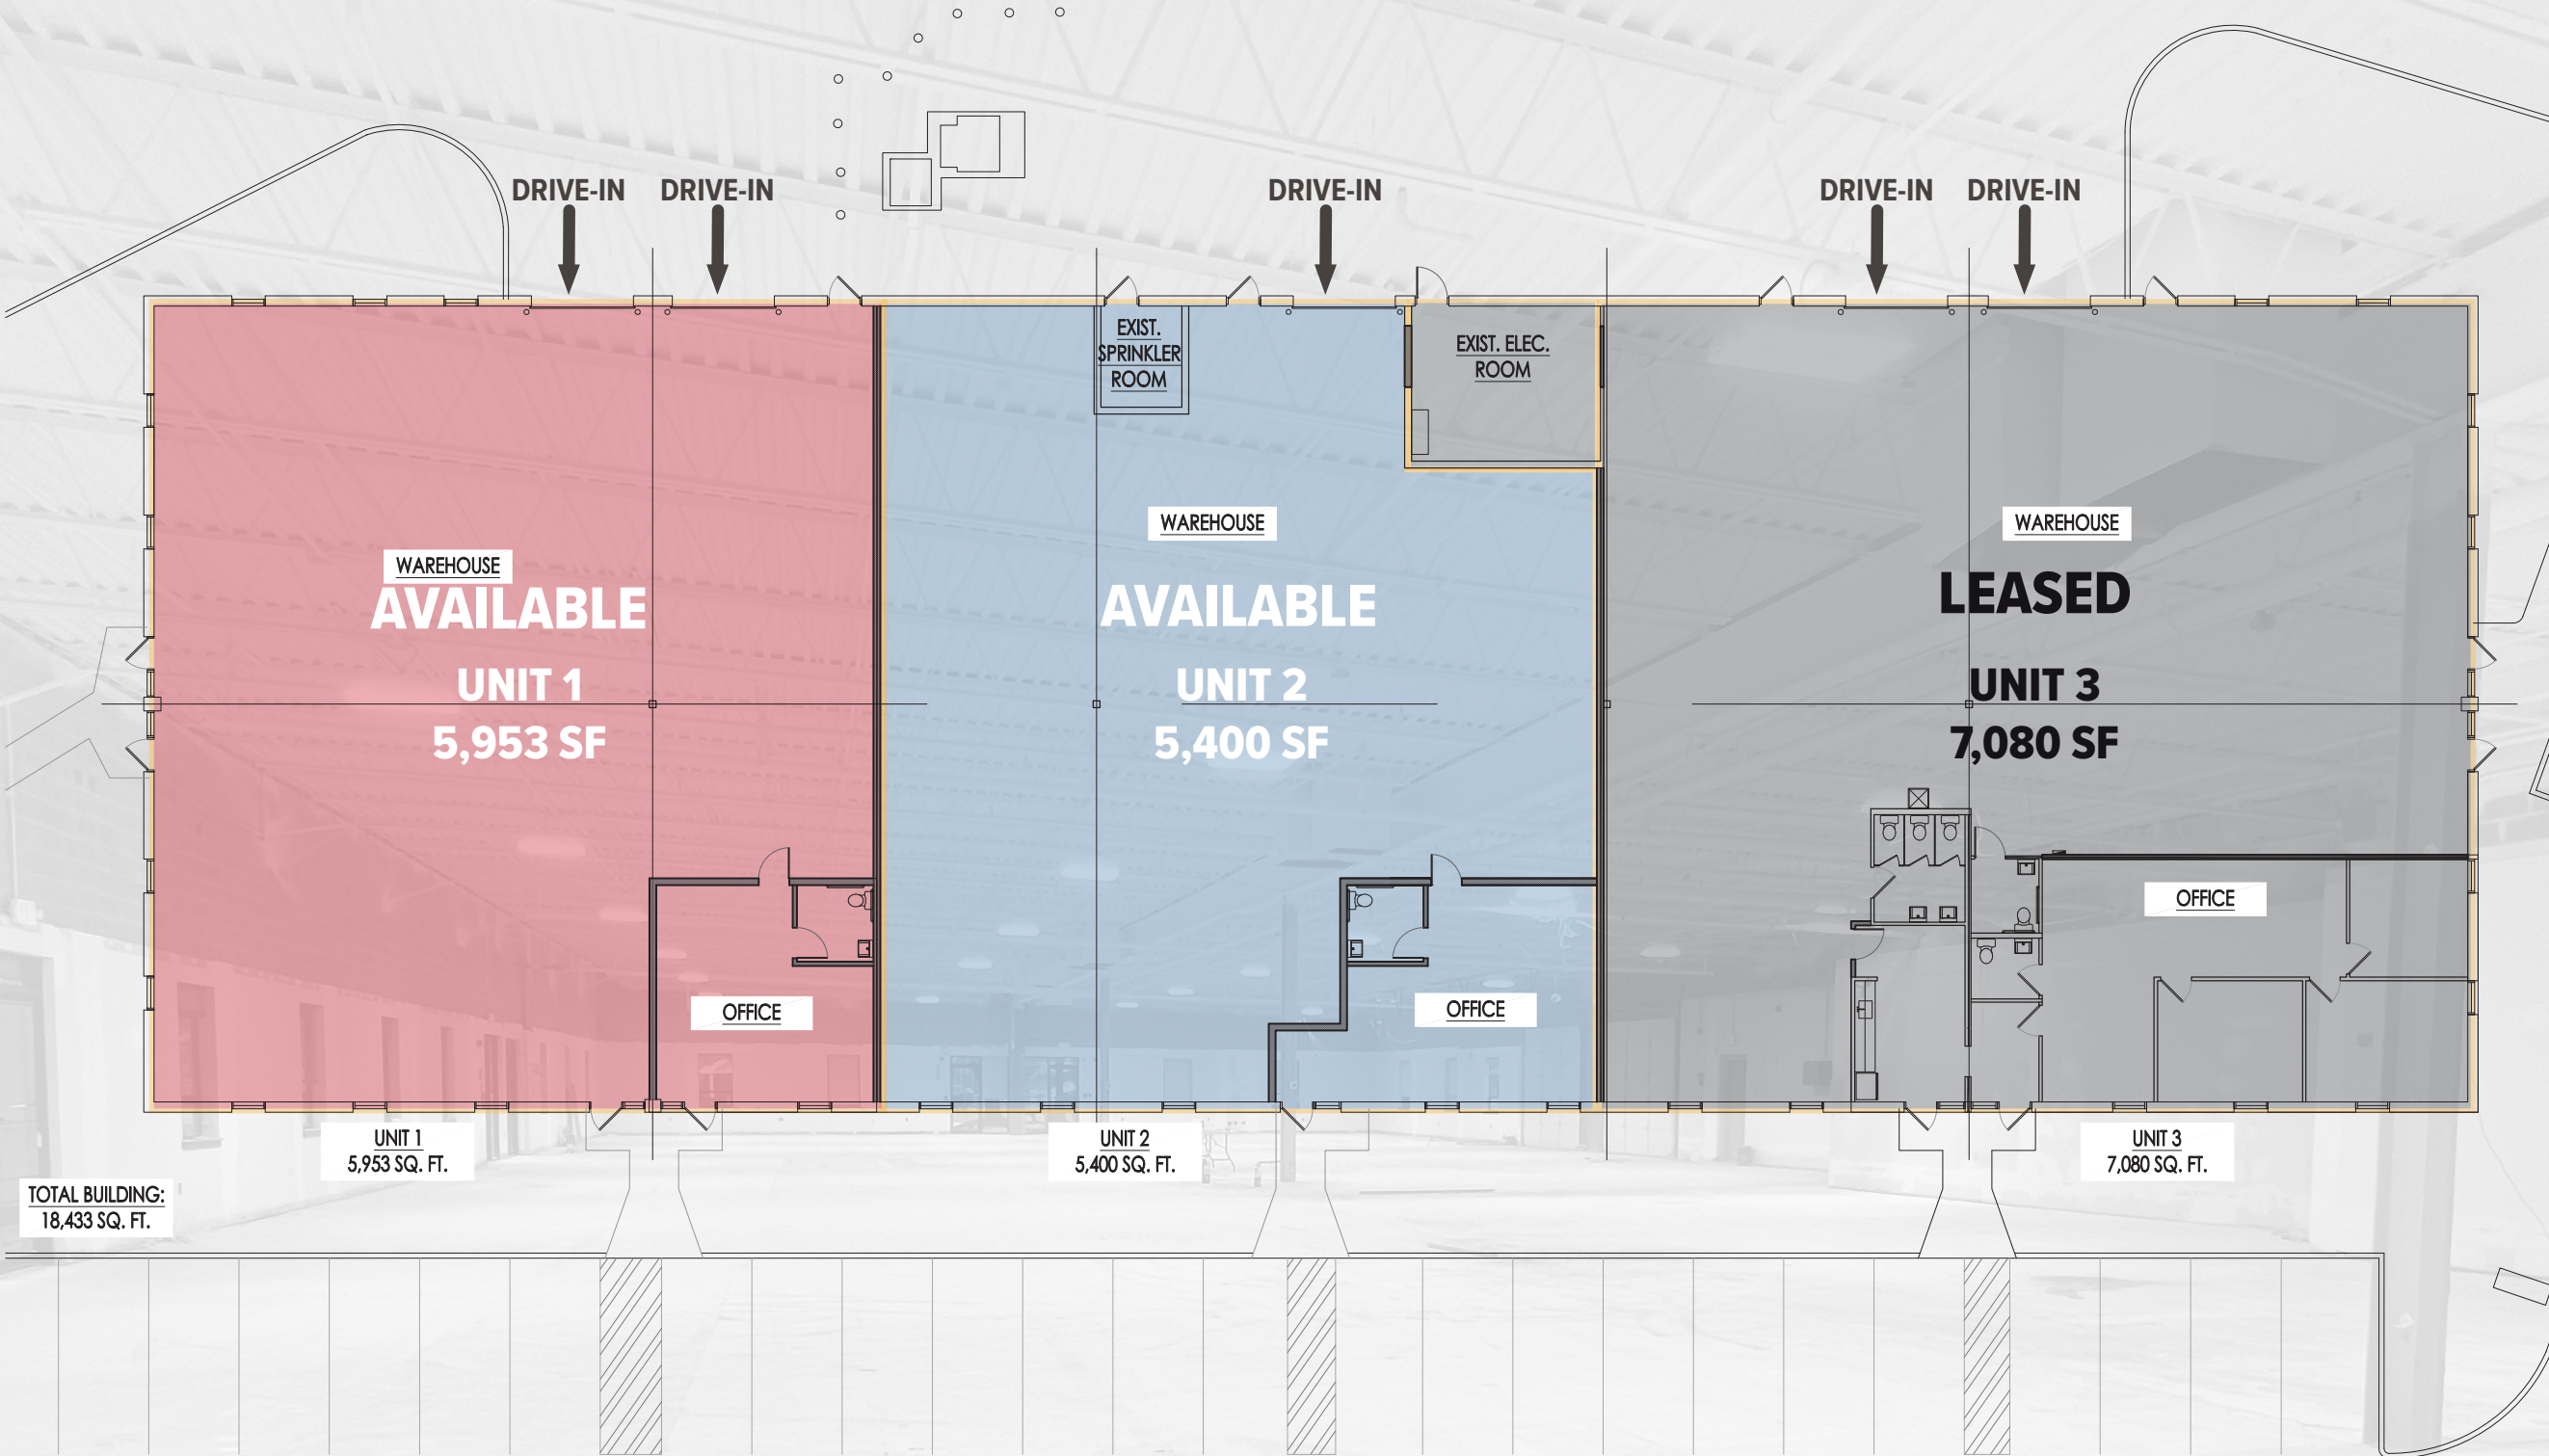 DRIVE-IN
DRIVE-IN
DRIVE-IN
DRIVE-IN
DRIVE-IN
EXIST.
SPRINKLER
ROOM
EXIST. ELEC.
ROOM
WAREHOUSE
AVAILABLE
UNIT 1
5,953 SF
WAREHOUSE
AVAILABLE
UNIT 2
5,400 SF
WAREHOUSE
LEASED
UNIT 3
7,080 SF
OFFICE
OFFICE
OFFICE
UNIT 1
5,953 SQ. FT.
UNIT 2
5,400 SQ. FT.
UNIT 3
7,080 SQ. FT.
TOTAL BUILDING:
18,433 SQ. FT.